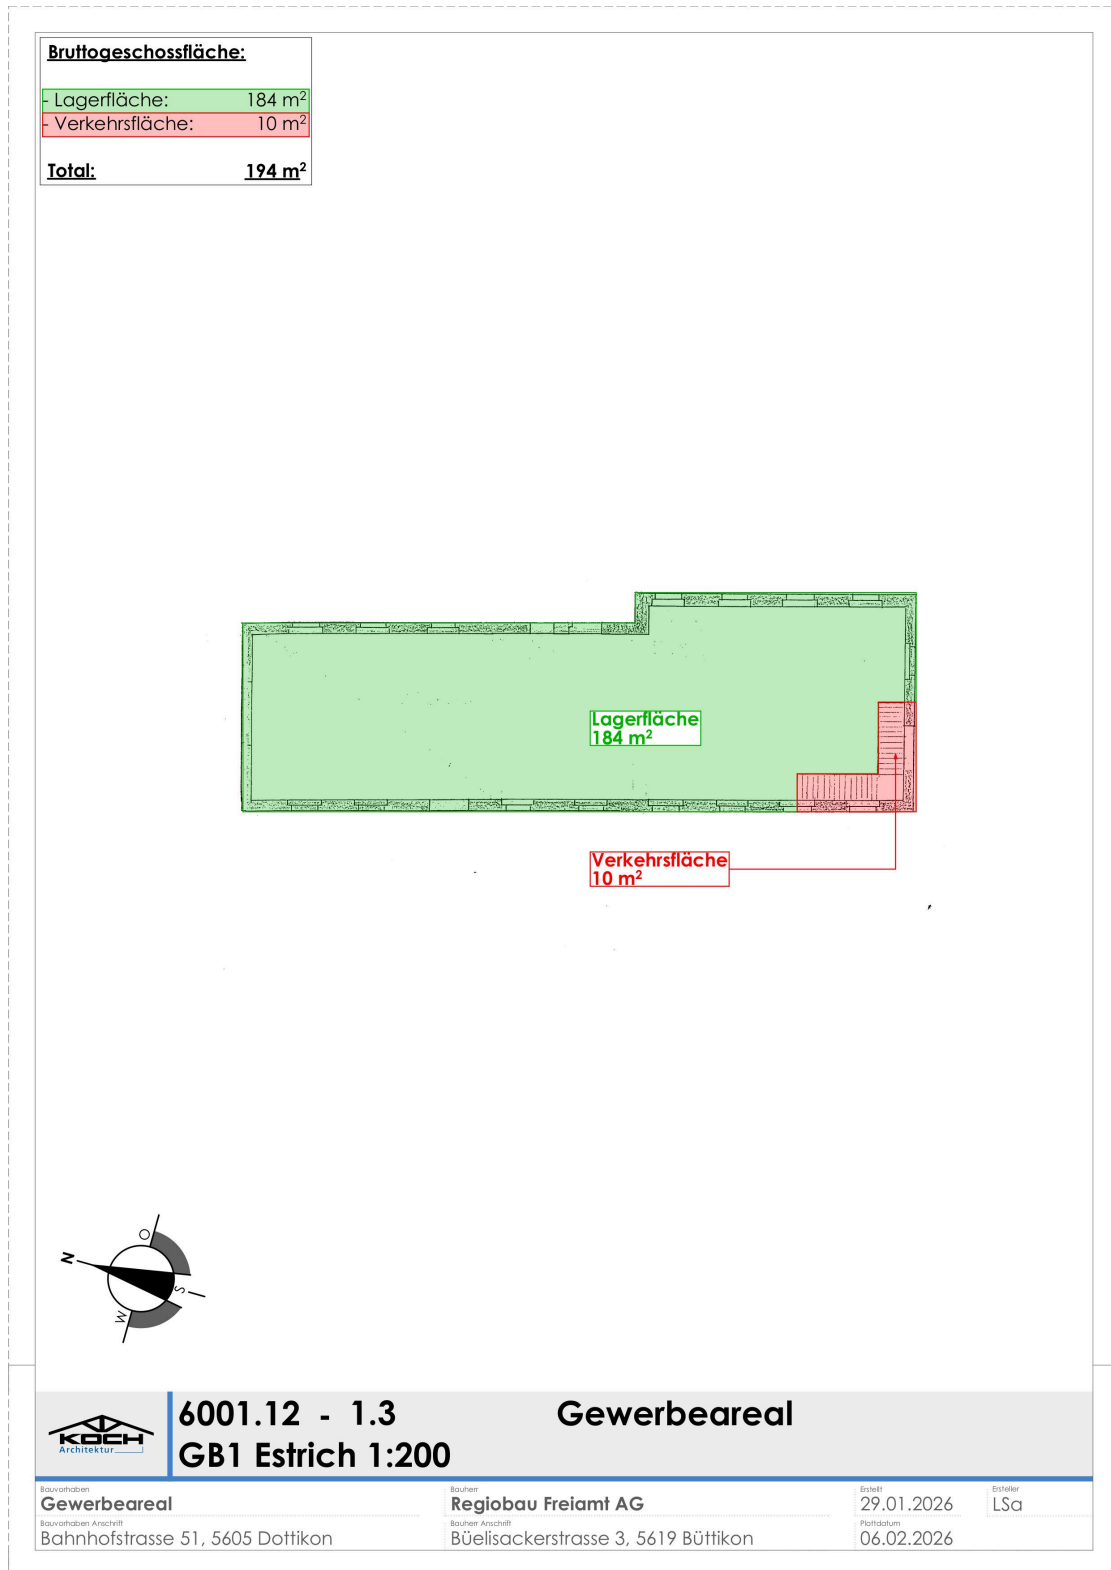 Bruttogeschossfläche:
- Lagerfläche: 184 m²
- Verkehrsfläche: 10 m²
Total: 194 m²
Lagerfläche
184 m²
Verkehrsfläche
10 m²
N
O
S
W
KOCH
Architektur
6001.12 - 1.3 Gewerbeareal
GB1 Estrich 1:200
Bauvorhaben
Gewerbeareal
Bauvorhaben Anschrift
Bahnhofstrasse 51, 5605 Dottikon
Bauherr
Regiobau Freiamt AG
Bauherr Anschrift
Büelisackerstrasse 3, 5619 Büttikon
Erstellt
29.01.2026
Plottdatum
06.02.2026
Ersteller
LSa